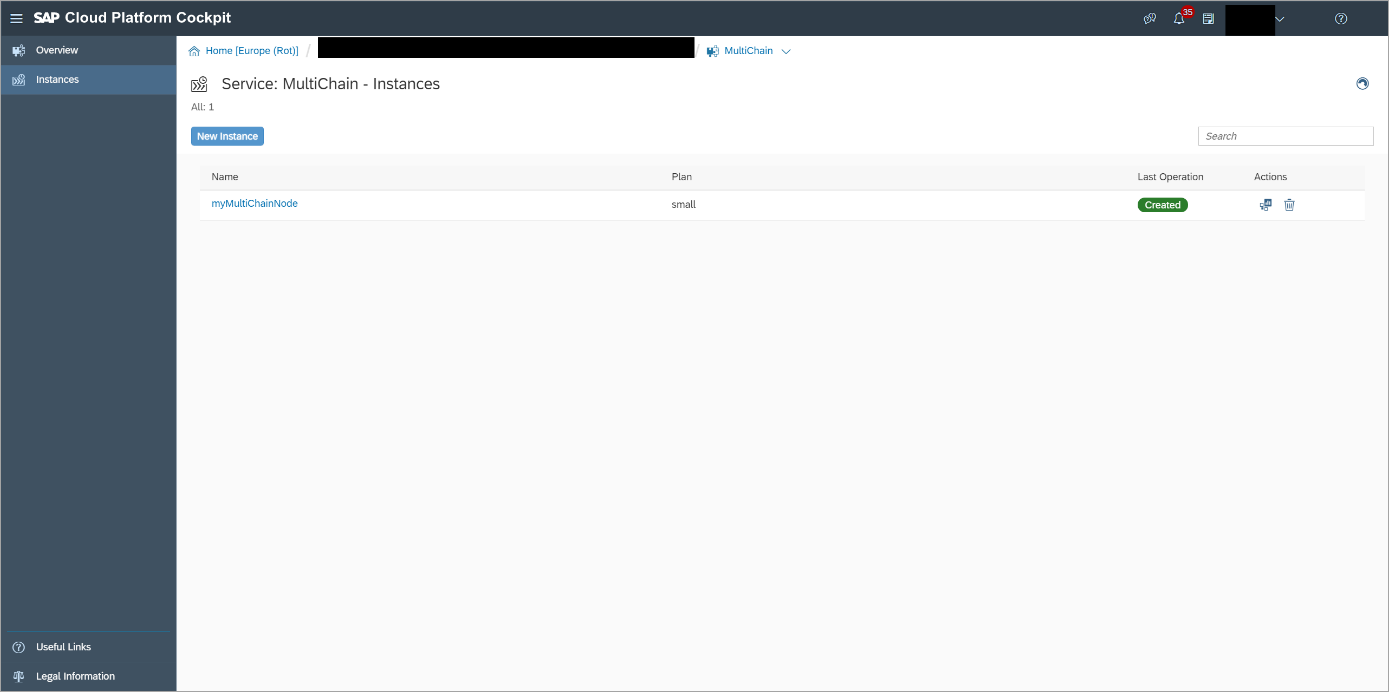 SAP Cloud Platform Cockpit
35
Overview
Instances
Home [Europe (Rot)] / / MultiChain
Service: MultiChain - Instances
All: 1
New Instance
Search
Name Plan Last Operation Actions
myMultiChainNode small Created
Useful Links
Legal Information